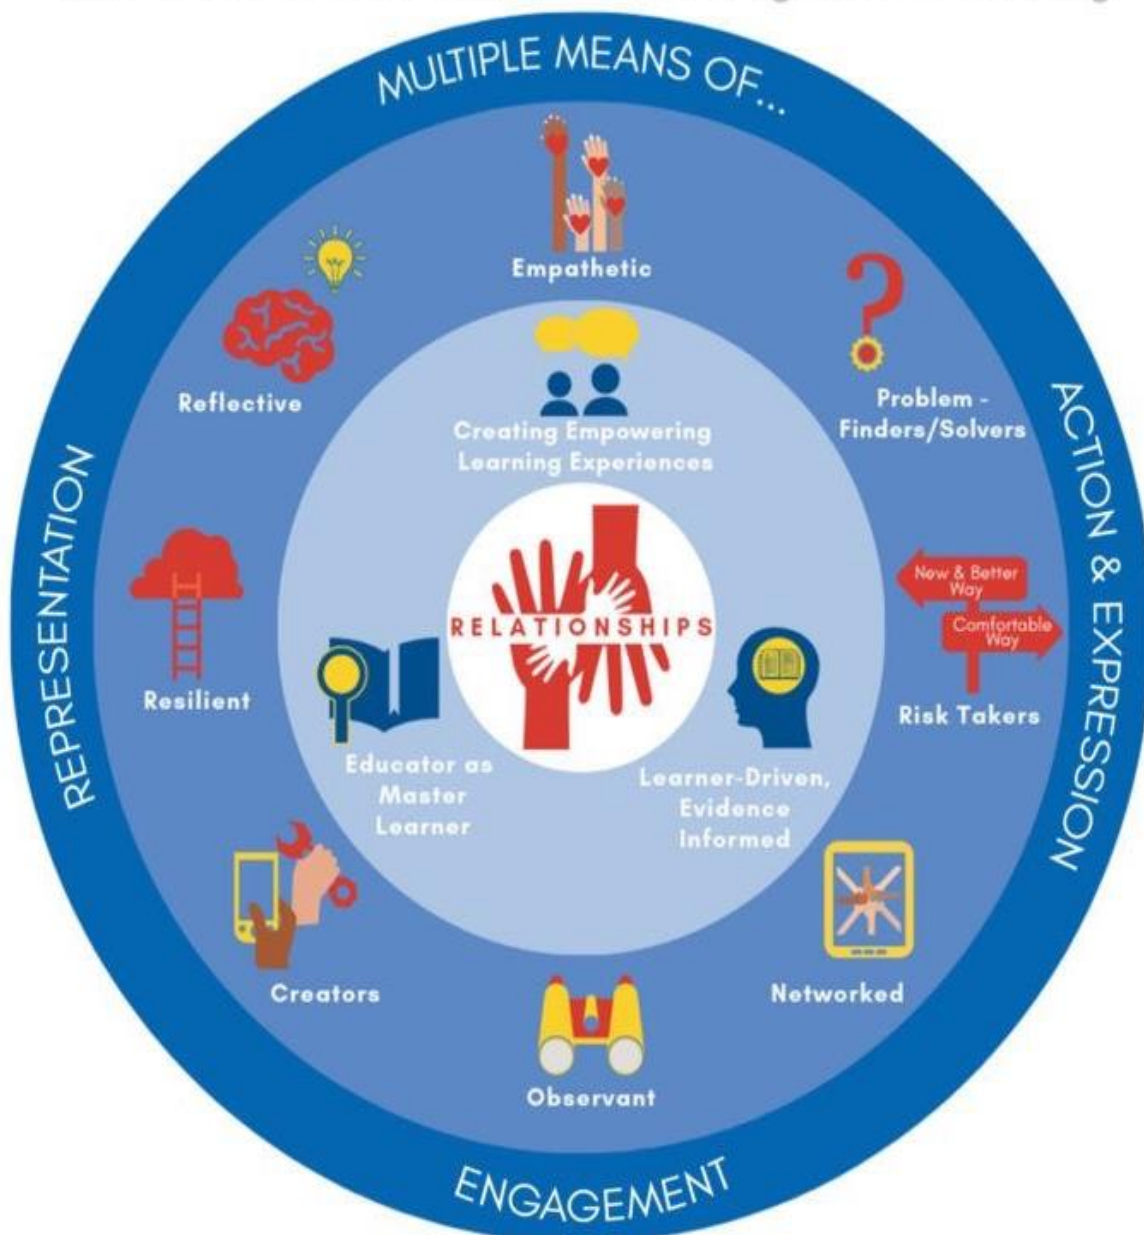 MULTIPLE MEANS OF...
Empathetic
Reflective
Problem -
Finders/Solvers
Creating Empowering
Learning Experiences
REPRESENTATION
ACTION & EXPRESSION
New & Better
Way
Comfortable
Way
RELATIONSHIPS
Resilient
Risk Takers
Educator as
Master
Learner
Learner-Driven,
Evidence
Informed
Creators
Networked
Observant
ENGAGEMENT